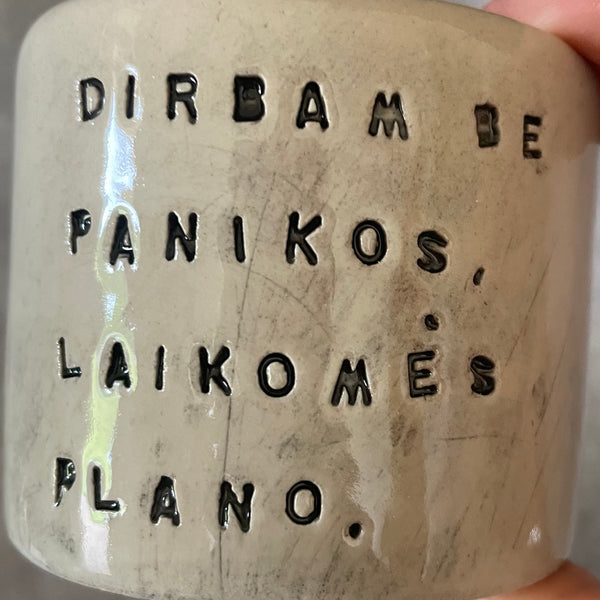 DIRBAM BE
PANIKOS,
LAIKOMĖS
PLANO.